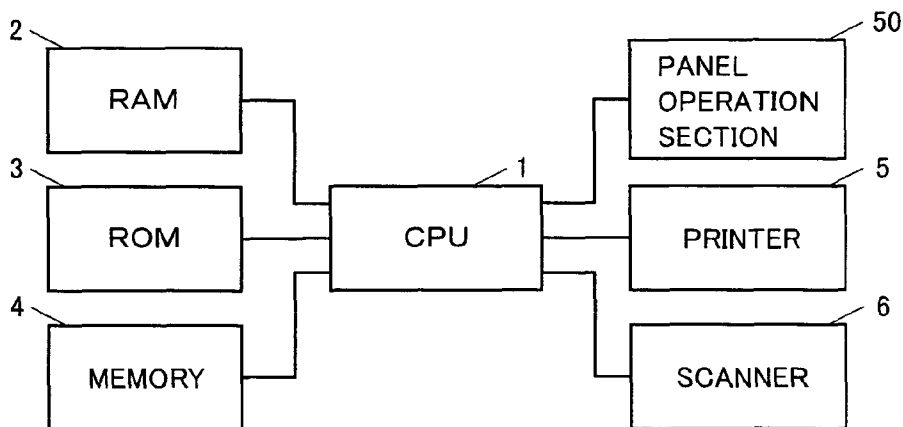 2
RAM
50
PANEL
OPERATION
SECTION
3
ROM
1
CPU
5
PRINTER
4
MEMORY
6
SCANNER